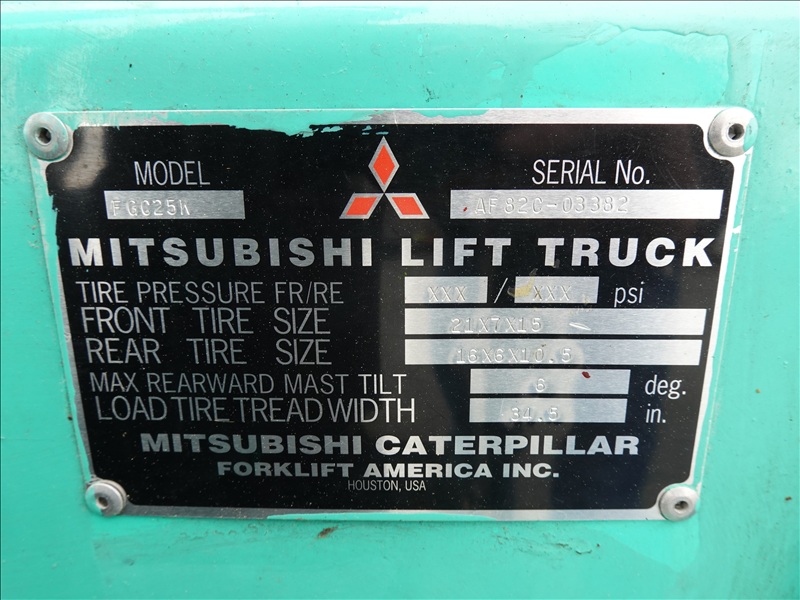 MODEL
SERIAL No.
FGC25K
AF82C-03382
MITSUBISHI LIFT TRUCK
TIRE PRESSURE FR/RE XXX / XXX psi
FRONT TIRE SIZE 21X7X15
REAR TIRE SIZE 16X6X10.5
MAX REARWARD MAST TILT 8 deg.
LOAD TIRE TREAD WIDTH 34.5 in.
MITSUBISHI CATERPILLAR
FORKLIFT AMERICA INC.
HOUSTON, USA